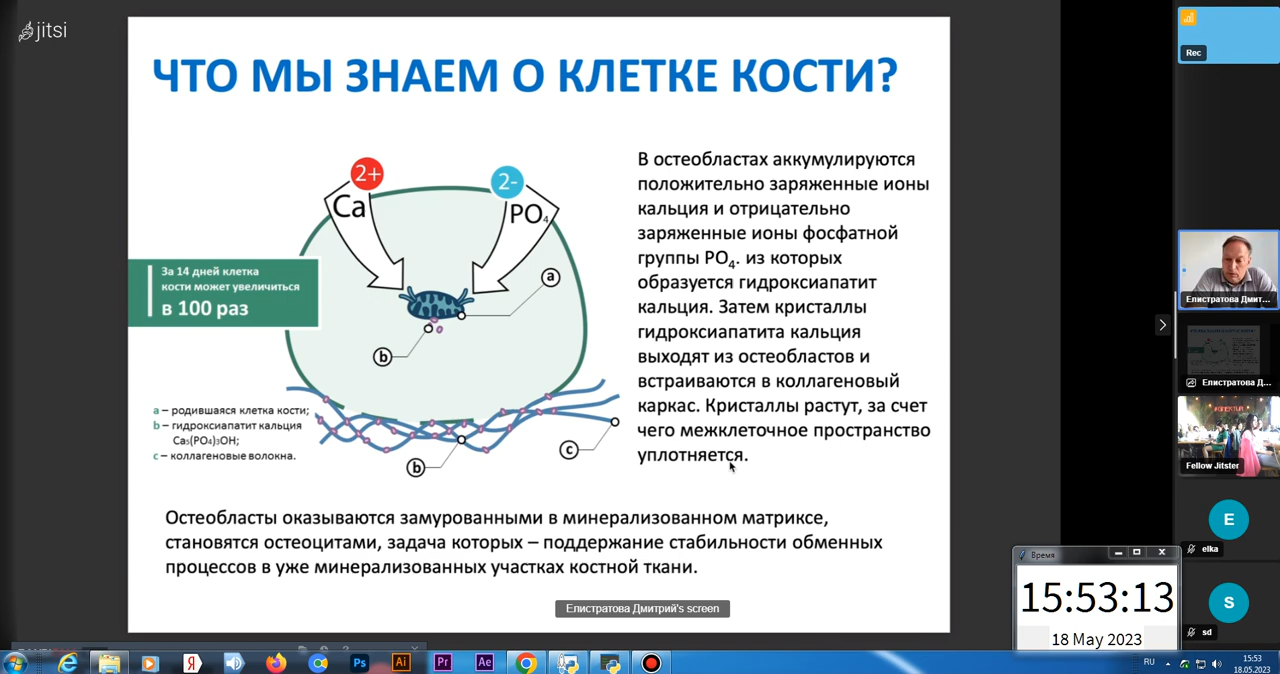 jitsi
ЧТО МЫ ЗНАЕМ О КЛЕТКЕ КОСТИ?
2+
Ca
2-
PO₄
a
b
b
c
За 14 дней клетка
кости может увеличиться
в 100 раз
a – родившаяся клетка кости;
b – гидроксиапатит кальция
Ca₅(PO₄)₃OH;
c – коллагеновые волокна.
В остеобластах аккумулируются
положительно заряженные ионы
кальция и отрицательно
заряженные ионы фосфатной
группы PO₄. из которых
образуется гидроксиапатит
кальция. Затем кристаллы
гидроксиапатита кальция
выходят из остеобластов и
встраиваются в коллагеновый
каркас. Кристаллы растут, за счет
чего межклеточное пространство
уплотняется.
Остеобласты оказываются замурованными в минерализованном матриксе,
становятся остеоцитами, задача которых – поддержание стабильности обменных
процессов в уже минерализованных участках костной ткани.
Елистратова Дмитрий's screen
Rec
Елистратова Дмит...
Елистратова Д...
Fellow Jitster
E
elka
S
sd
Время
15:53:13
18 May 2023
Я
Ps
Ai
Pr
Ae
RU
15:53
18.05.2023